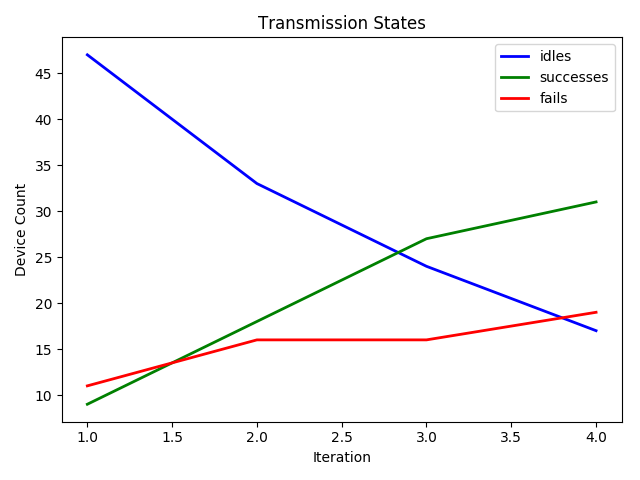 Transmission States
idles
successes
fails
Device Count
45
40
35
30
25
20
15
10
1.0 1.5 2.0 2.5 3.0 3.5 4.0
Iteration